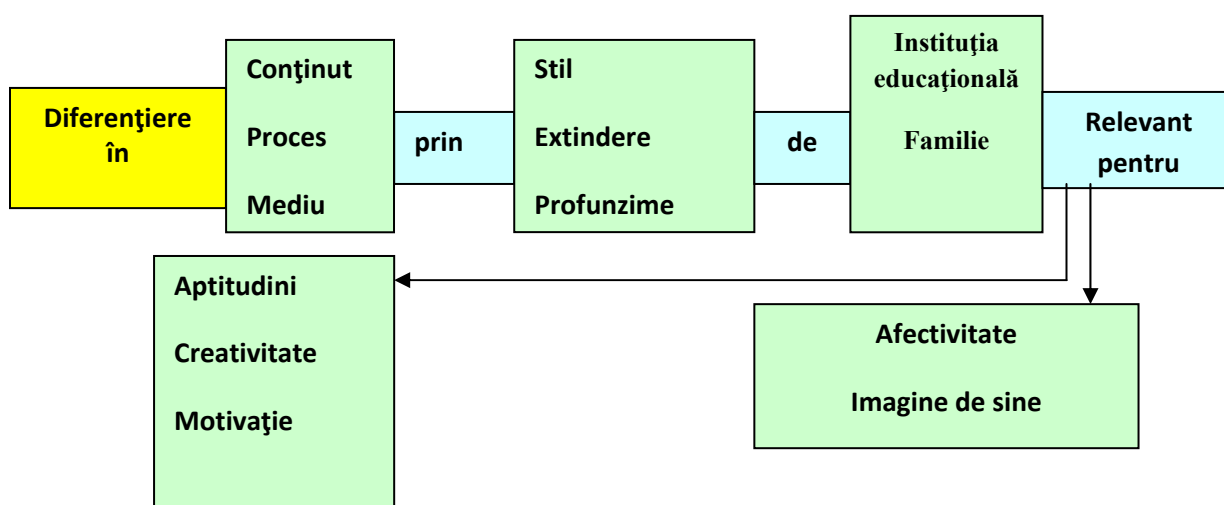 Diferenţiere
în
Conţinut
Proces
Mediu
prin
Stil
Extindere
Profunzime
de
Instituţia
educaţională
Familie
Relevant
pentru
Aptitudini
Creativitate
Motivaţie
Afectivitate
Imagine de sine